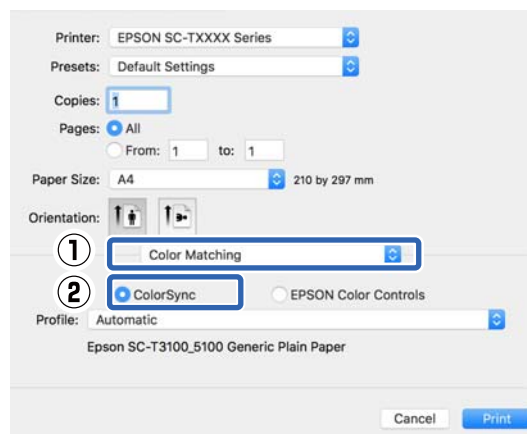 Printer: EPSON SC-TXXXX Series
Presets: Default Settings
Copies: 1
Pages: All
From: 1 to: 1
Paper Size: A4 210 by 297 mm
Orientation:
① Color Matching
② ColorSync EPSON Color Controls
Profile: Automatic
Epson SC-T3100_5100 Generic Plain Paper
Cancel Print